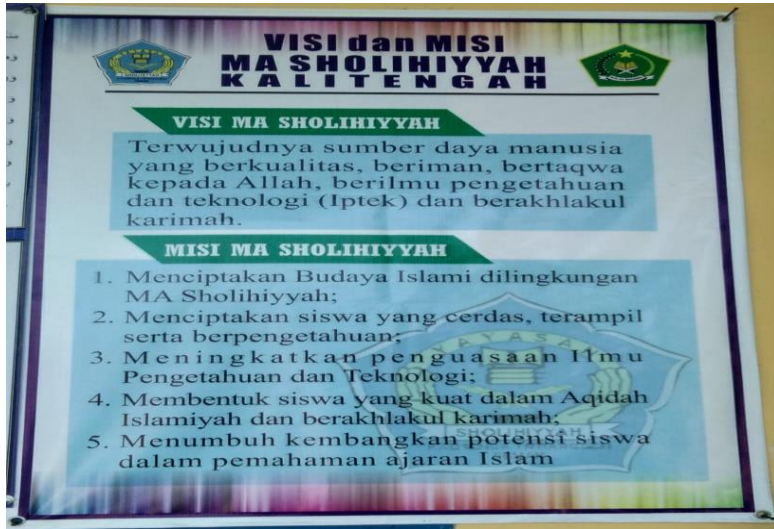 VISI dan MISI
MA SHOLIHIYYAH
KALITENGAH
VISI MA SHOLIHIYYAH
Terwujudnya sumber daya manusia
yang berkualitas, beriman, bertaqwa
kepada Allah, berilmu pengetahuan
dan teknologi (Iptek) dan berakhlakul
karimah.
MISI MA SHOLIHIYYAH
1. Menciptakan Budaya Islami dilingkungan
MA Sholihiyyah;
2. Menciptakan siswa yang cerdas, terampil
serta berpengetahuan;
3. Meningkatkan penguasaan Ilmu
Pengetahuan dan Teknologi;
4. Membentuk siswa yang kuat dalam Aqidah
Islamiyah dan berakhlakul karimah;
5. Menumbuh kembangkan potensi siswa
dalam pemahaman ajaran Islam
YAYASAN
SHOLIHIYYAH